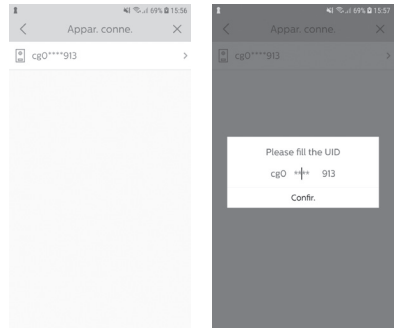 69% 15:56
Appar. conne.
cg0****913
69% 15:57
Appar. conne.
cg0****913
Please fill the UID
cg0 **** 913
Confir.